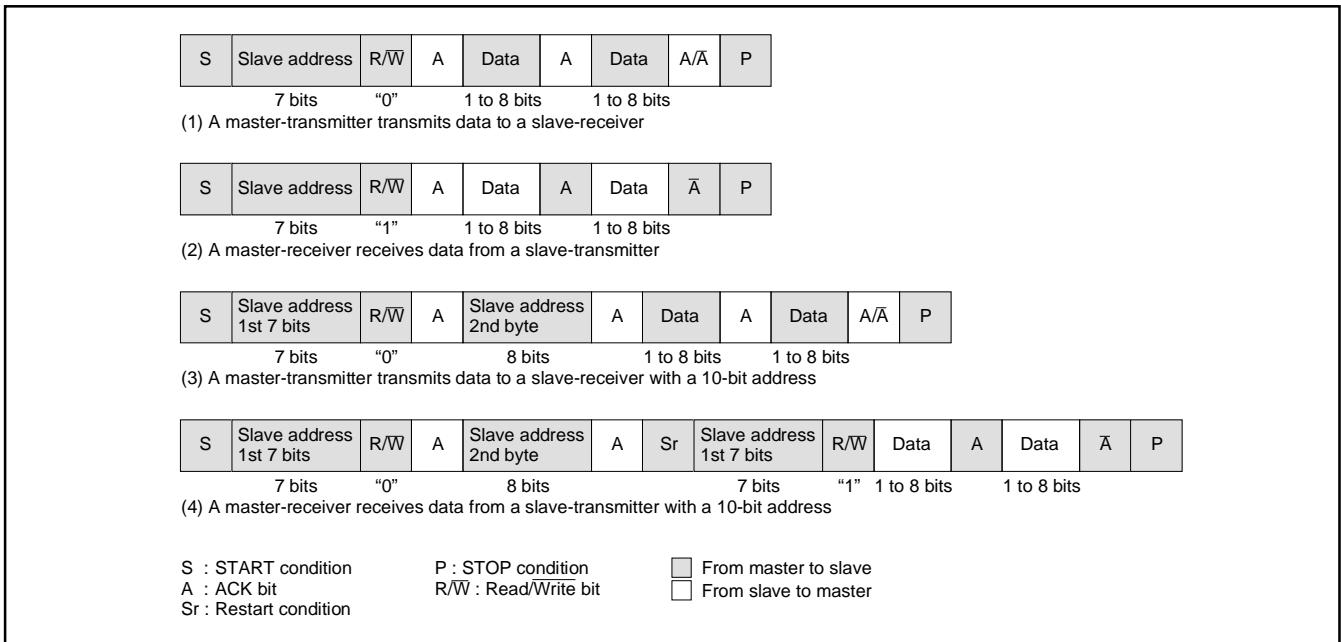 S Slave address R/W̅ A Data A Data A/A̅ P
7 bits “0” 1 to 8 bits 1 to 8 bits
(1) A master-transmitter transmits data to a slave-receiver
S Slave address R/W̅ A Data A Data A̅ P
7 bits “1” 1 to 8 bits 1 to 8 bits
(2) A master-receiver receives data from a slave-transmitter
S Slave address 1st 7 bits R/W̅ A Slave address 2nd byte A Data A Data A/A̅ P
7 bits “0” 8 bits 1 to 8 bits 1 to 8 bits
(3) A master-transmitter transmits data to a slave-receiver with a 10-bit address
S Slave address 1st 7 bits R/W̅ A Slave address 2nd byte A Sr Slave address 1st 7 bits R/W̅ Data A Data A̅ P
7 bits “0” 8 bits 7 bits “1” 1 to 8 bits 1 to 8 bits
(4) A master-receiver receives data from a slave-transmitter with a 10-bit address
S : START condition P : STOP condition From master to slave
A : ACK bit R/W̅ : Read/W̅r̅i̅t̅e̅ bit From slave to master
Sr : Restart condition